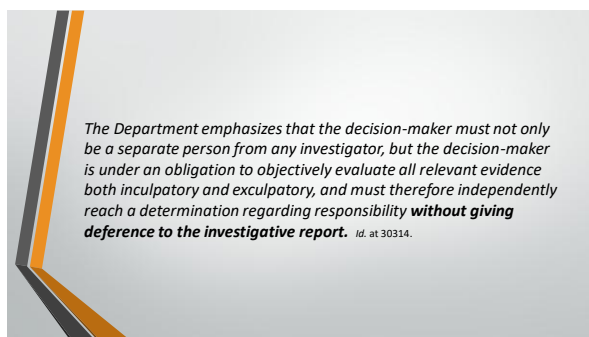 The Department emphasizes that the decision-maker must not only
be a separate person from any investigator, but the decision-maker
is under an obligation to objectively evaluate all relevant evidence
both inculpatory and exculpatory, and must therefore independently
reach a determination regarding responsibility without giving
deference to the investigative report. Id. at 30314.